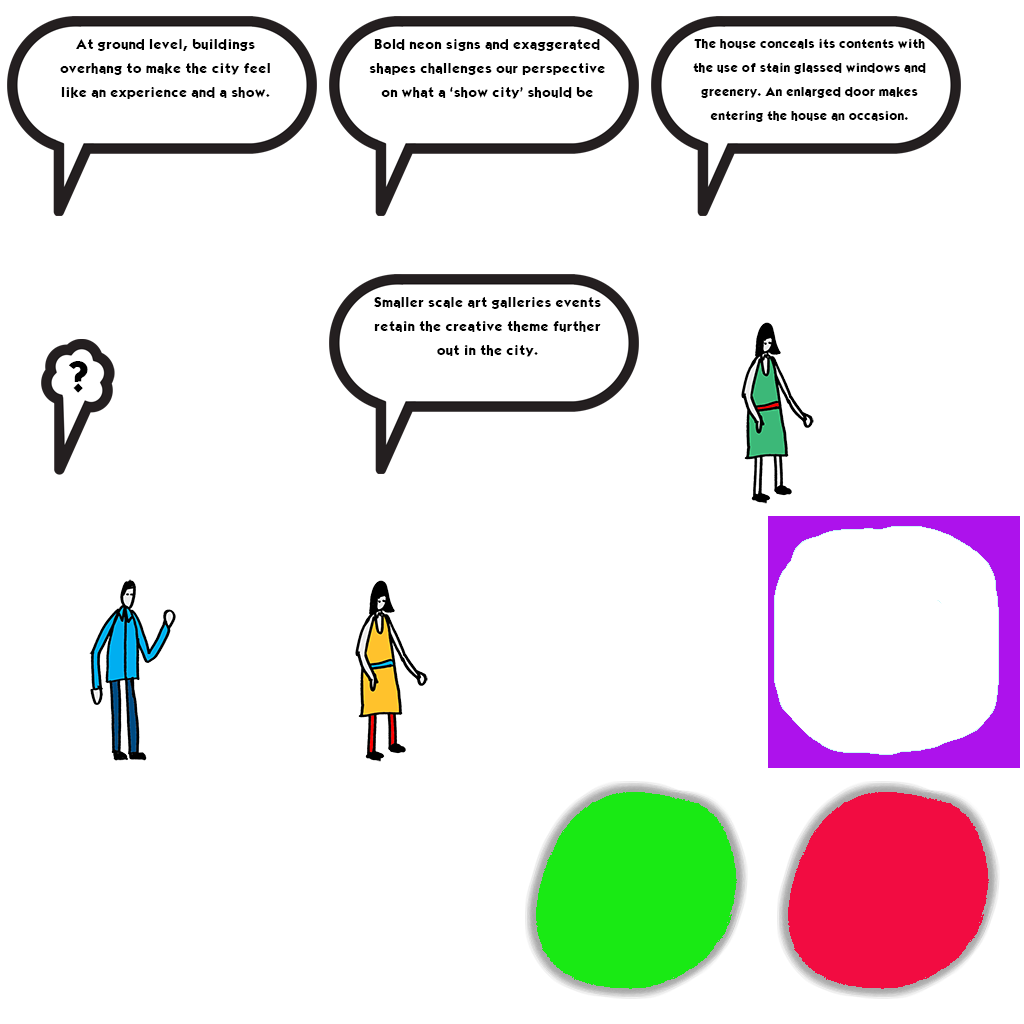 At ground level, buildings
overhang to make the city feel
like an experience and a show.
Bold neon signs and exaggerated
shapes challenges our perspective
on what a ‘show city’ should be
The house conceals its contents with
the use of stain glassed windows and
greenery. An enlarged door makes
entering the house an occasion.
?
Smaller scale art galleries events
retain the creative theme further
out in the city.